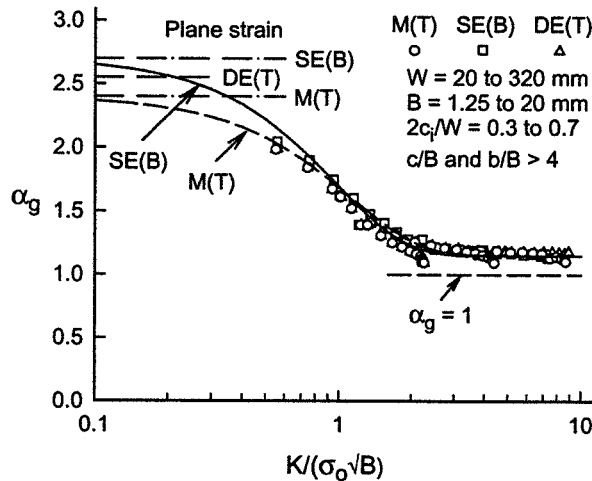 Plane strain
SE(B)
DE(T)
M(T)
SE(B)
M(T)
M(T) SE(B) DE(T)
W = 20 to 320 mm
B = 1.25 to 20 mm
2cᵢ/W = 0.3 to 0.7
c/B and b/B > 4
α_g = 1
α_g
3.0
2.5
2.0
1.5
1.0
0.5
0.0
0.1 1 10
K/(σₒ√B)